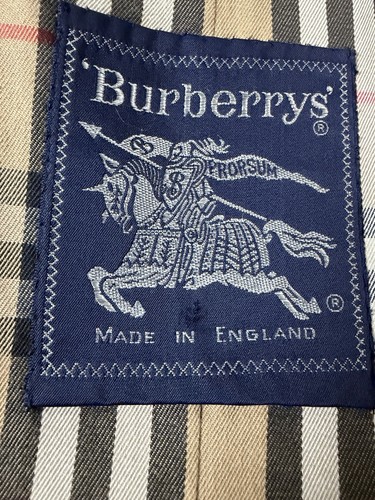 'Burberrys'
®
PRORSUM
®
MADE IN ENGLAND